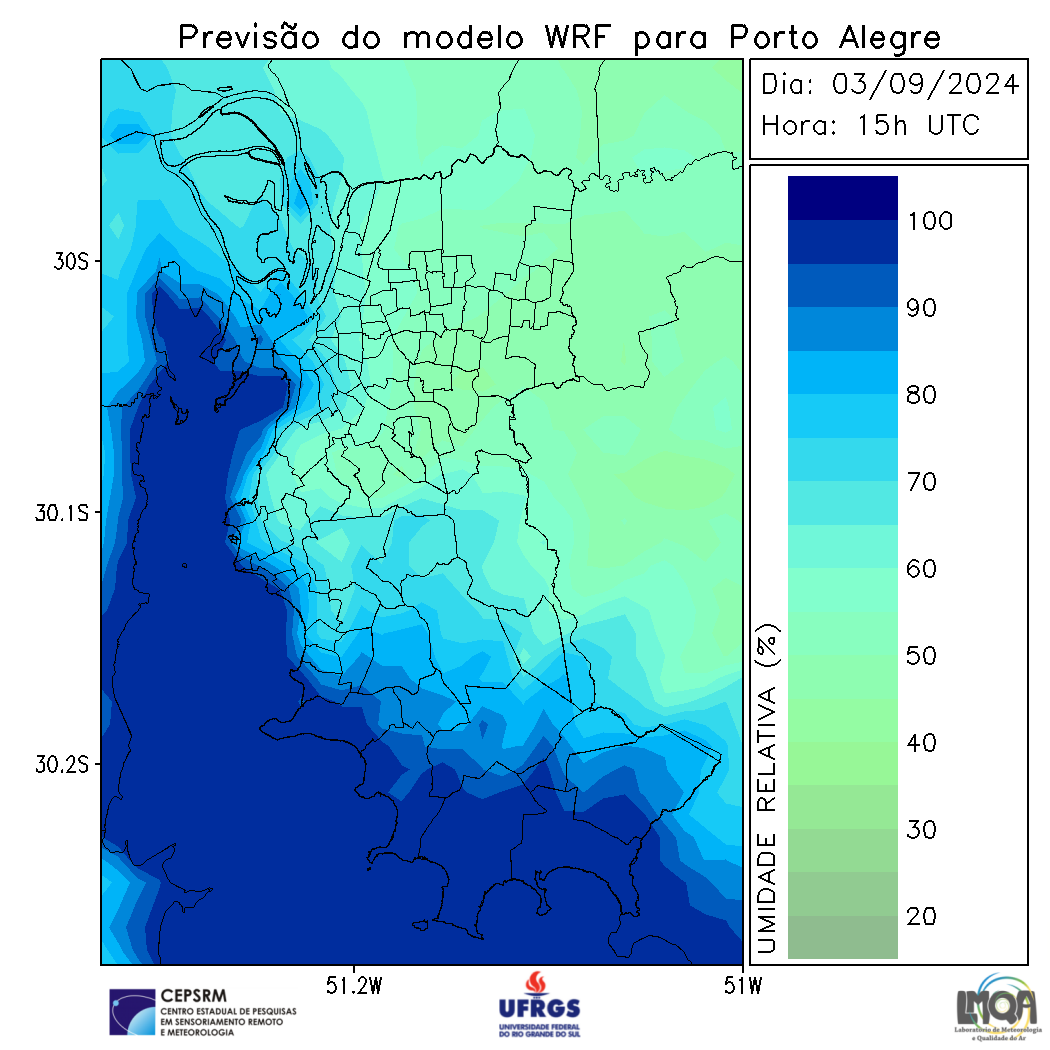 Previsão do modelo WRF para Porto Alegre
Dia: 03/09/2024
Hora: 15h UTC
100
90
80
70
60
50
40
30
20
UMIDADE RELATIVA (%)
30S
30.1S
30.2S
51.2W
51W
CEPSRM
CENTRO ESTADUAL DE PESQUISAS
EM SENSORIAMENTO REMOTO
E METEOROLOGIA
UFRGS
UNIVERSIDADE FEDERAL
DO RIO GRANDE DO SUL
LMQA
Laboratório de Meteorologia
e Qualidade do Ar